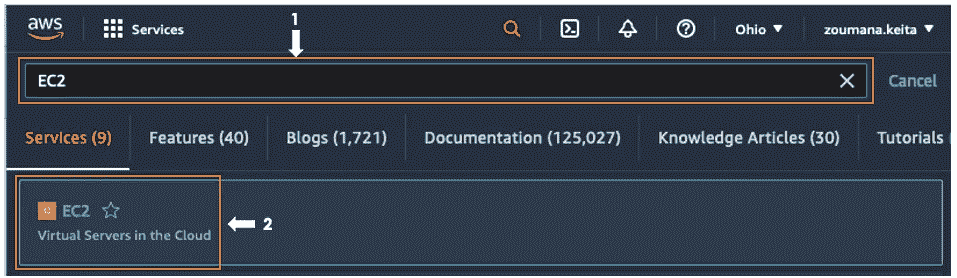 1
aws Services Ohio ▼ zoumana.keita ▼
EC2 Cancel
Services (9) Features (40) Blogs (1,721) Documentation (125,027) Knowledge Articles (30) Tutorials
EC2
2
Virtual Servers in the Cloud